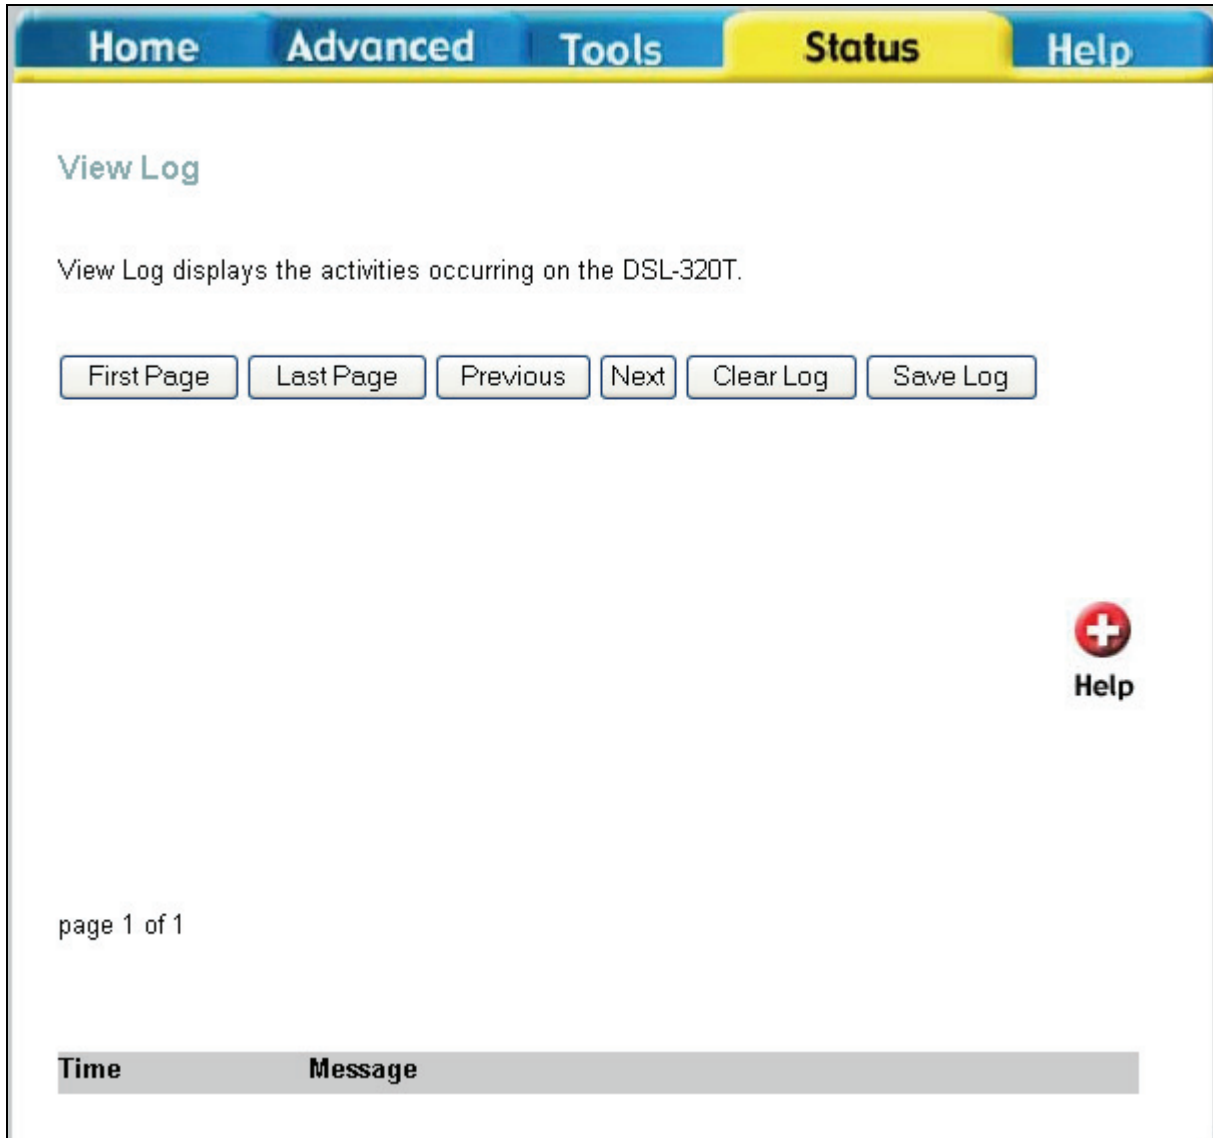 Home Advanced Tools Status Help
View Log
View Log displays the activities occurring on the DSL-320T.
First Page Last Page Previous Next Clear Log Save Log
Help
page 1 of 1
Time Message